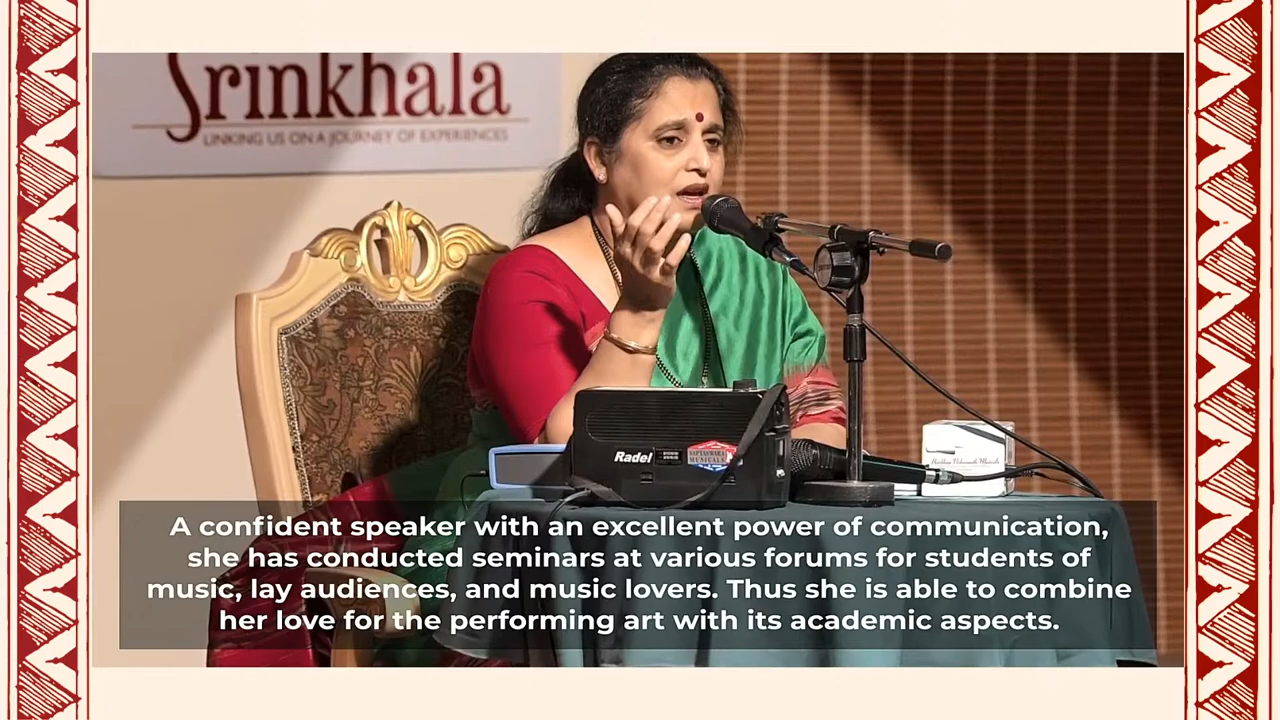 Srinkhala
LINKING US ON A JOURNEY OF EXPERIENCES
Radel
SAPTASWARA
MUSICALS
A confident speaker with an excellent power of communication,
she has conducted seminars at various forums for students of
music, lay audiences, and music lovers. Thus she is able to combine
her love for the performing art with its academic aspects.